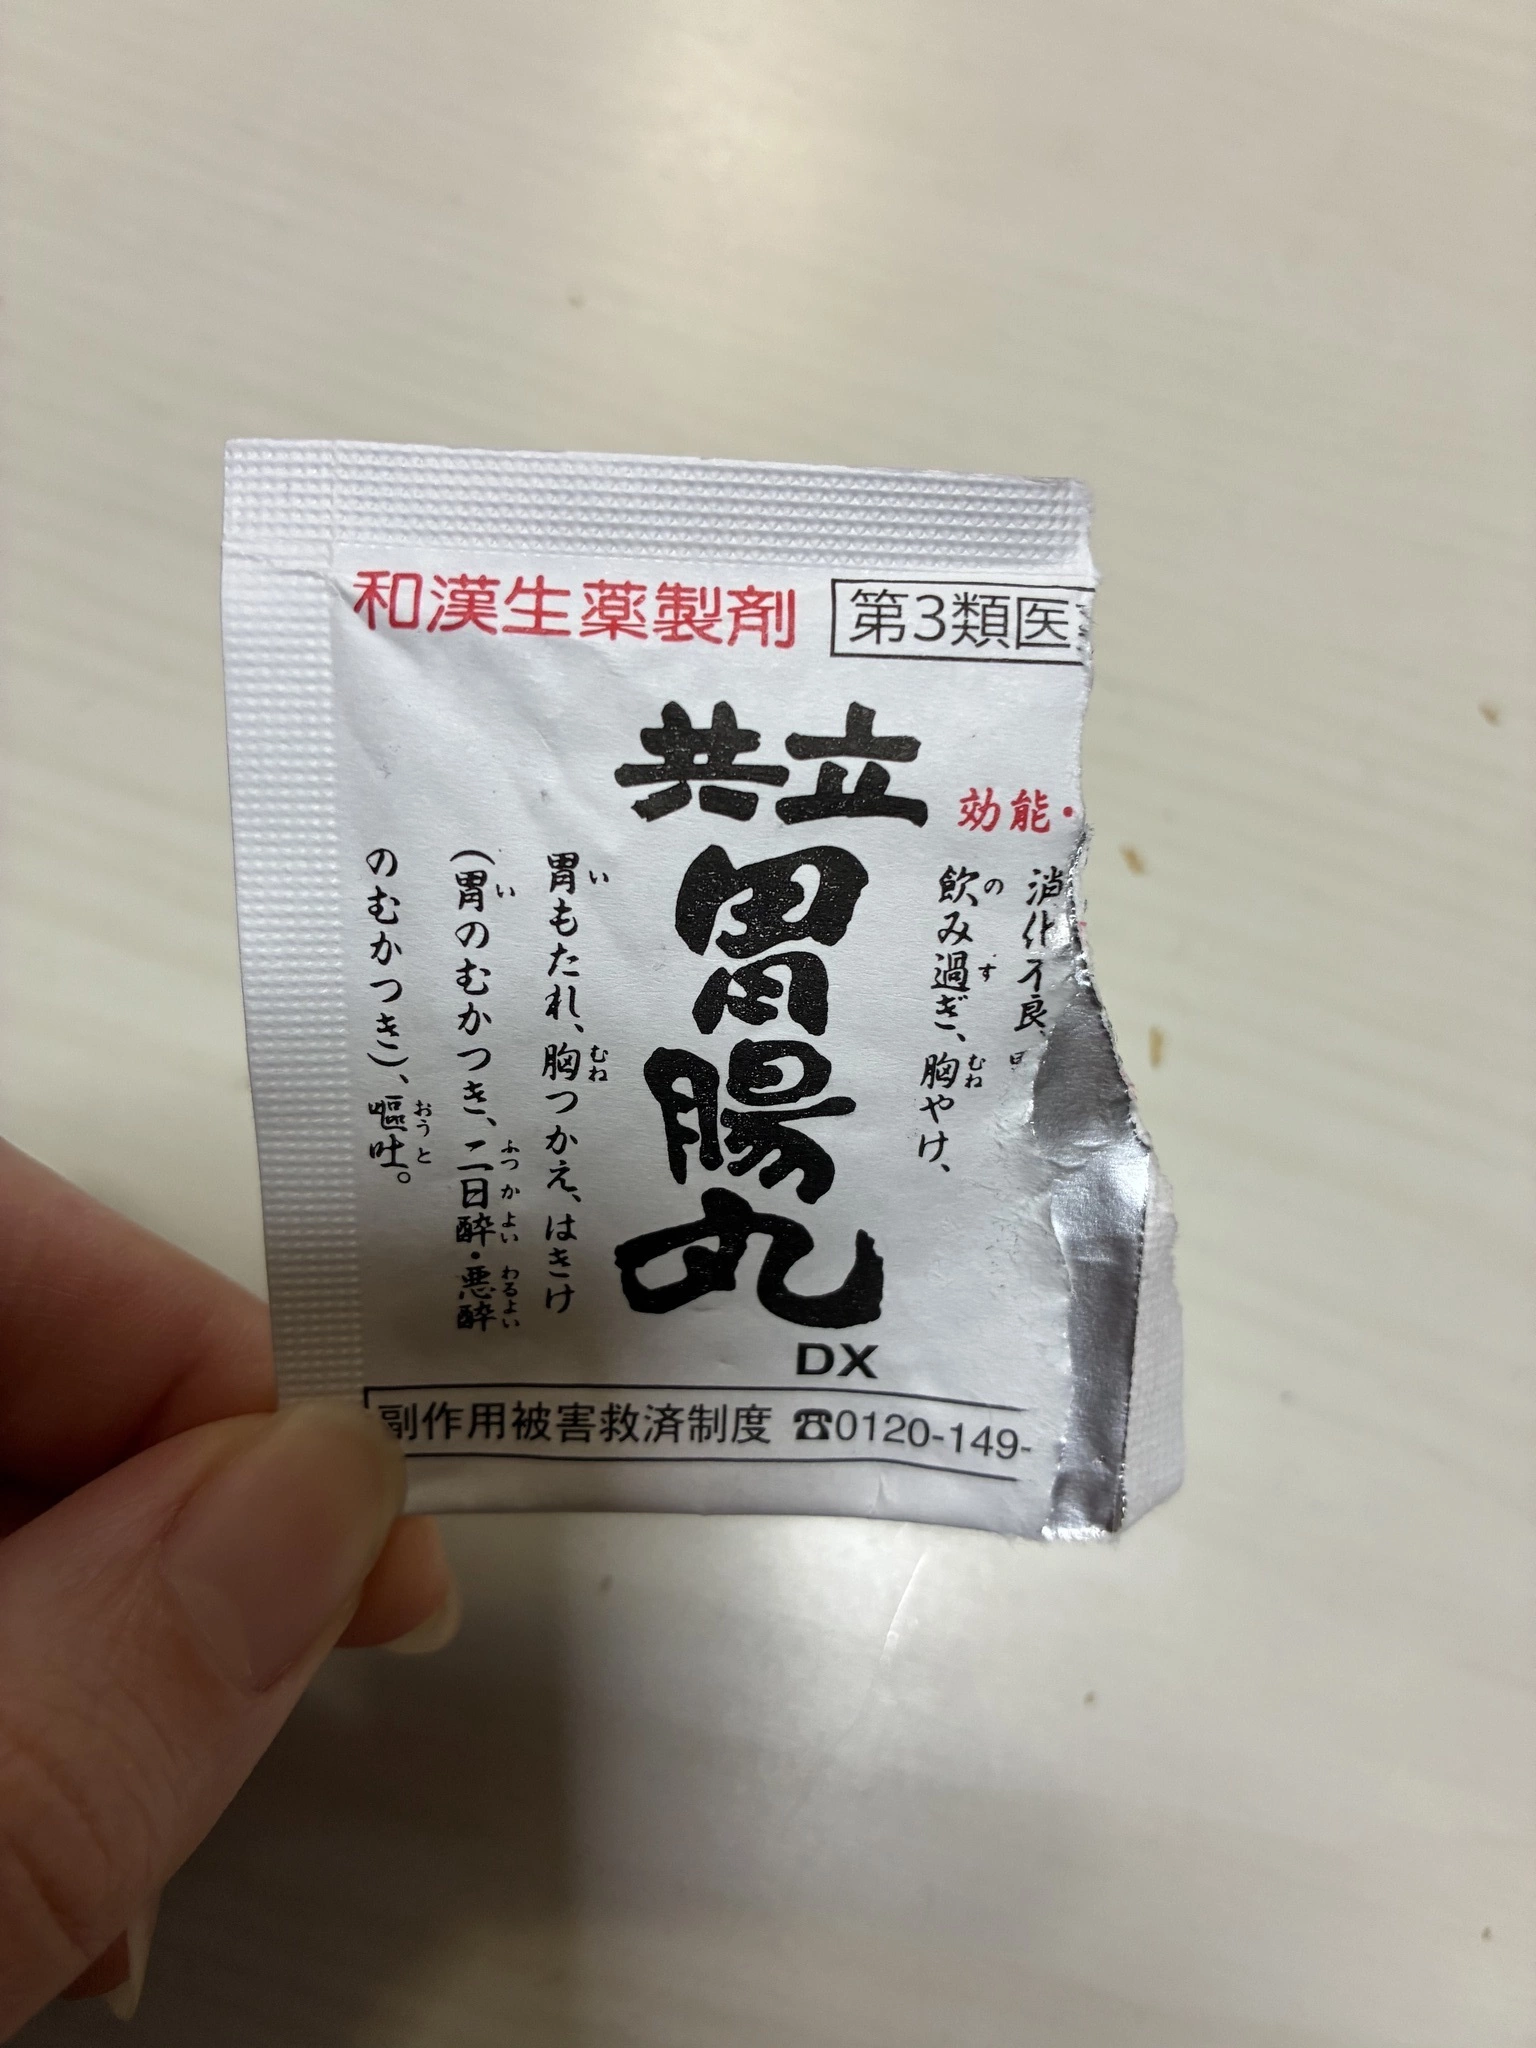 和漢生薬製剤
第3類医
共立
胃腸丸
DX
効能・
消化不良、
飲み過ぎ、胸やけ、
胃もたれ、胸つかえ、はきけ
(胃のむかつき、二日酔・悪酔
のむかつき)、嘔吐。
副作用被害救済制度 ☎0120-149-